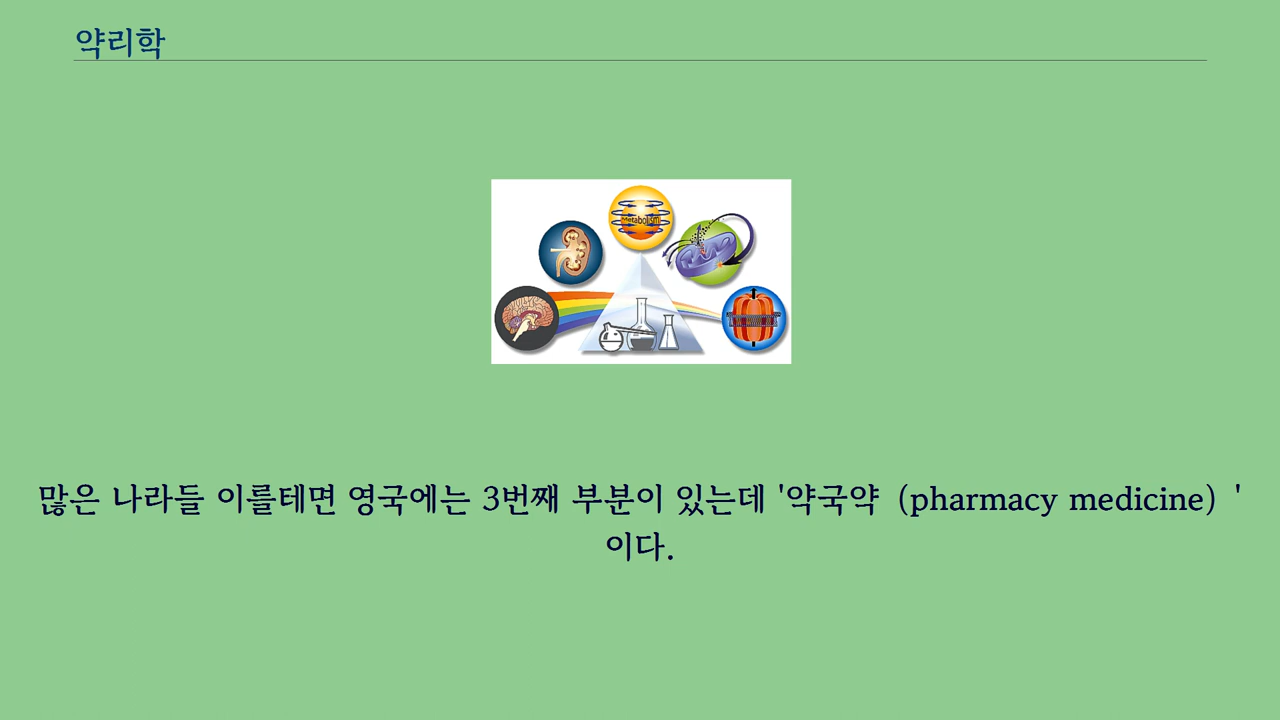 약리학
Metabolism
많은 나라들 이를테면 영국에는 3번째 부분이 있는데 '약국약 (pharmacy medicine) '
이다.